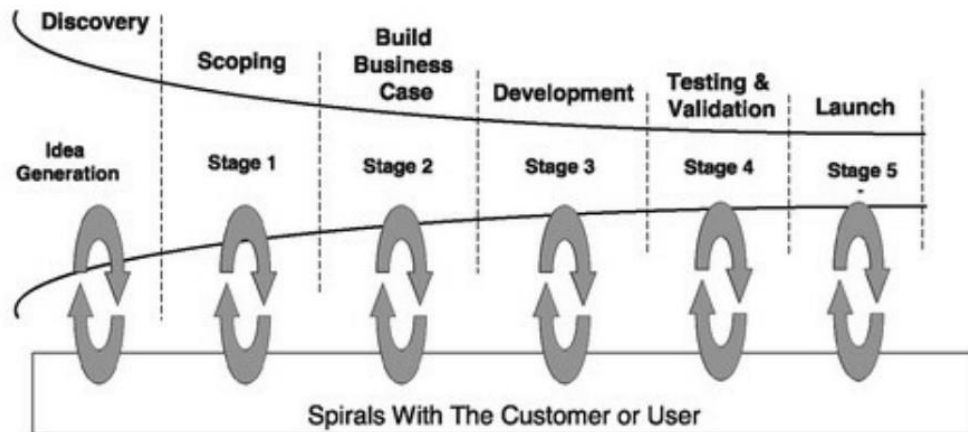 Discovery
Scoping
Build
Business
Case
Development
Testing &
Validation
Launch
Idea
Generation
Stage 1
Stage 2
Stage 3
Stage 4
Stage 5
Spirals With The Customer or User